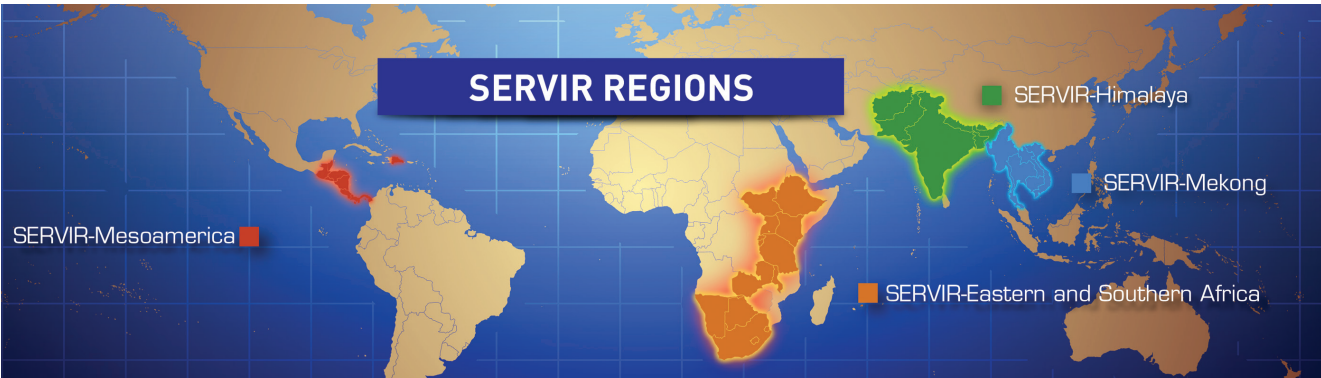 SERVIR REGIONS
SERVIR-Himalaya
SERVIR-Mekong
SERVIR-Mesoamerica
SERVIR-Eastern and Southern Africa